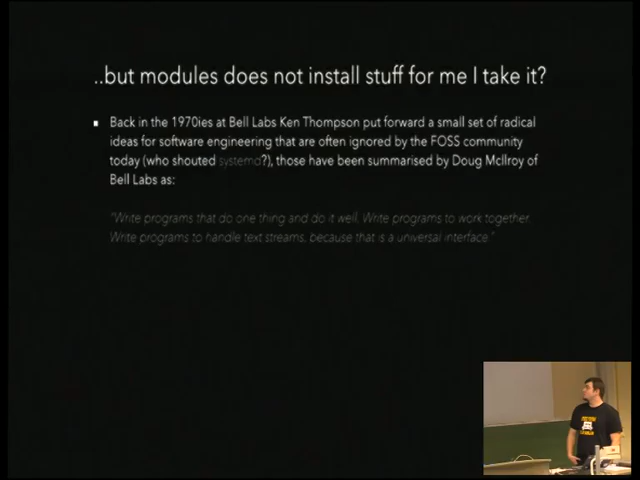 ..but modules does not install stuff for me I take it?
Back in the 1970ies at Bell Labs Ken Thompson put forward a small set of radical
ideas for software engineering that are often ignored by the FOSS community
today (who shouted systemd?), those have been summarised by Doug McIlroy of
Bell Labs as:
"Write programs that do one thing and do it well. Write programs to work together.
Write programs to handle text streams, because that is a universal interface."